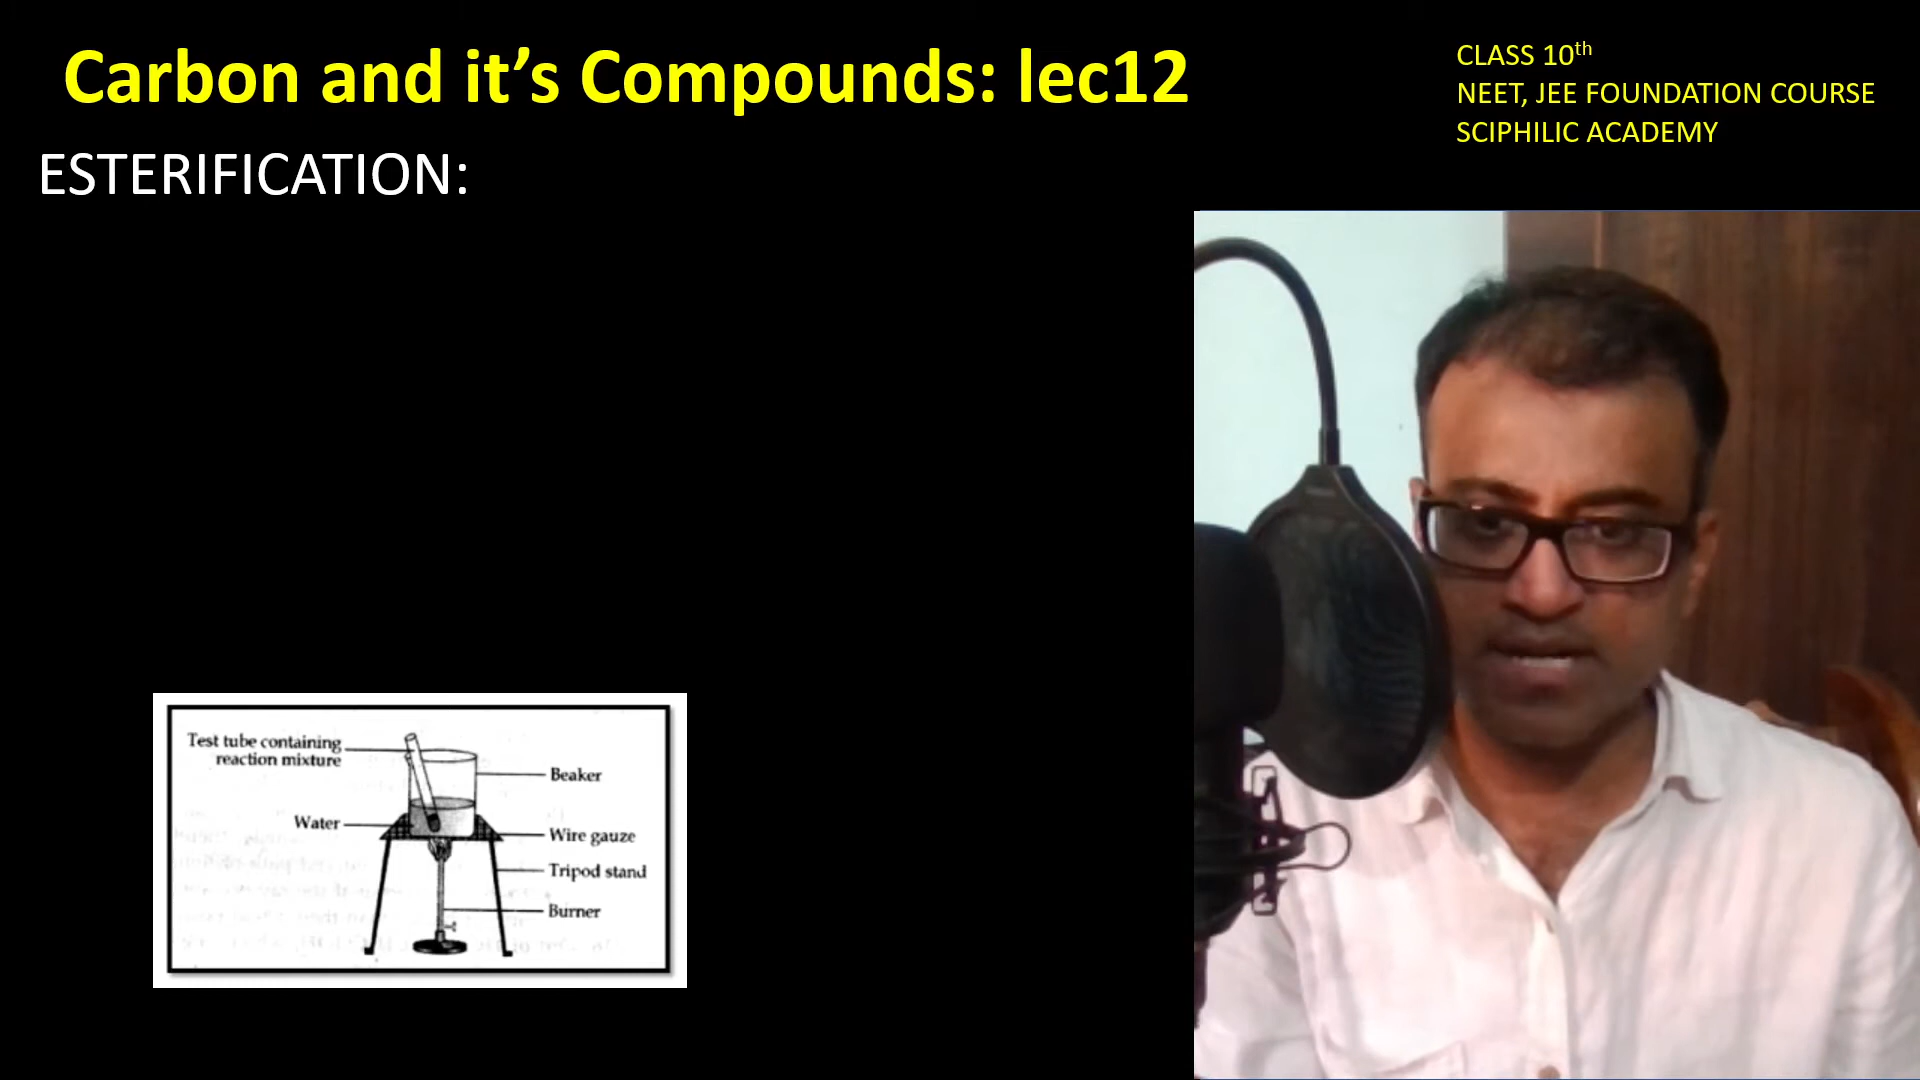 Carbon and it’s Compounds: lec12
CLASS 10th
NEET, JEE FOUNDATION COURSE
SCIPHILIC ACADEMY
ESTERIFICATION:
Test tube containing
reaction mixture
Beaker
Water
Wire gauze
Tripod stand
Burner